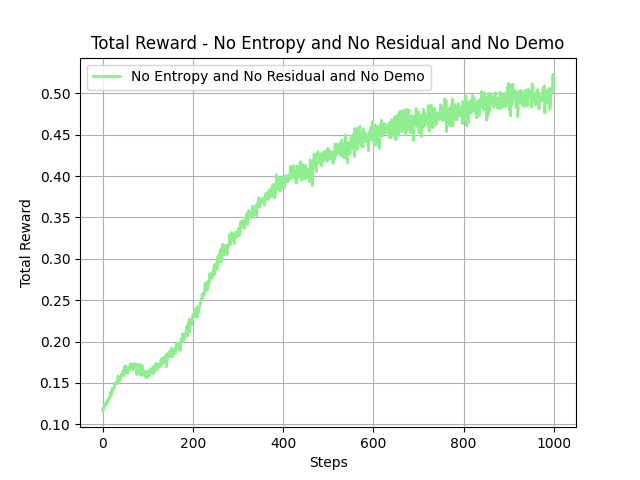 Total Reward - No Entropy and No Residual and No Demo
No Entropy and No Residual and No Demo
0.50
0.45
0.40
0.35
0.30
0.25
0.20
0.15
0.10
Total Reward
0 200 400 600 800 1000
Steps